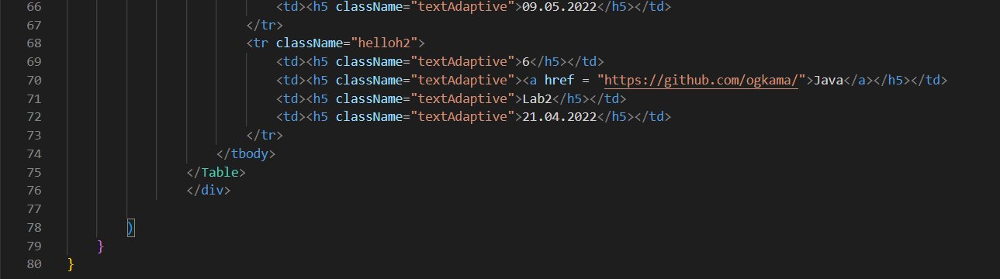 66 <td><h5 className="textAdaptive">09.05.2022</h5></td>
67 </tr>
68 <tr className="helloh2">
69 <td><h5 className="textAdaptive">6</h5></td>
70 <td><h5 className="textAdaptive"><a href = "https://github.com/ogkama/">Java</a></h5></td>
71 <td><h5 className="textAdaptive">Lab2</h5></td>
72 <td><h5 className="textAdaptive">21.04.2022</h5></td>
73 </tr>
74 </tbody>
75 </Table>
76 </div>
77
78 )
79 }
80 }